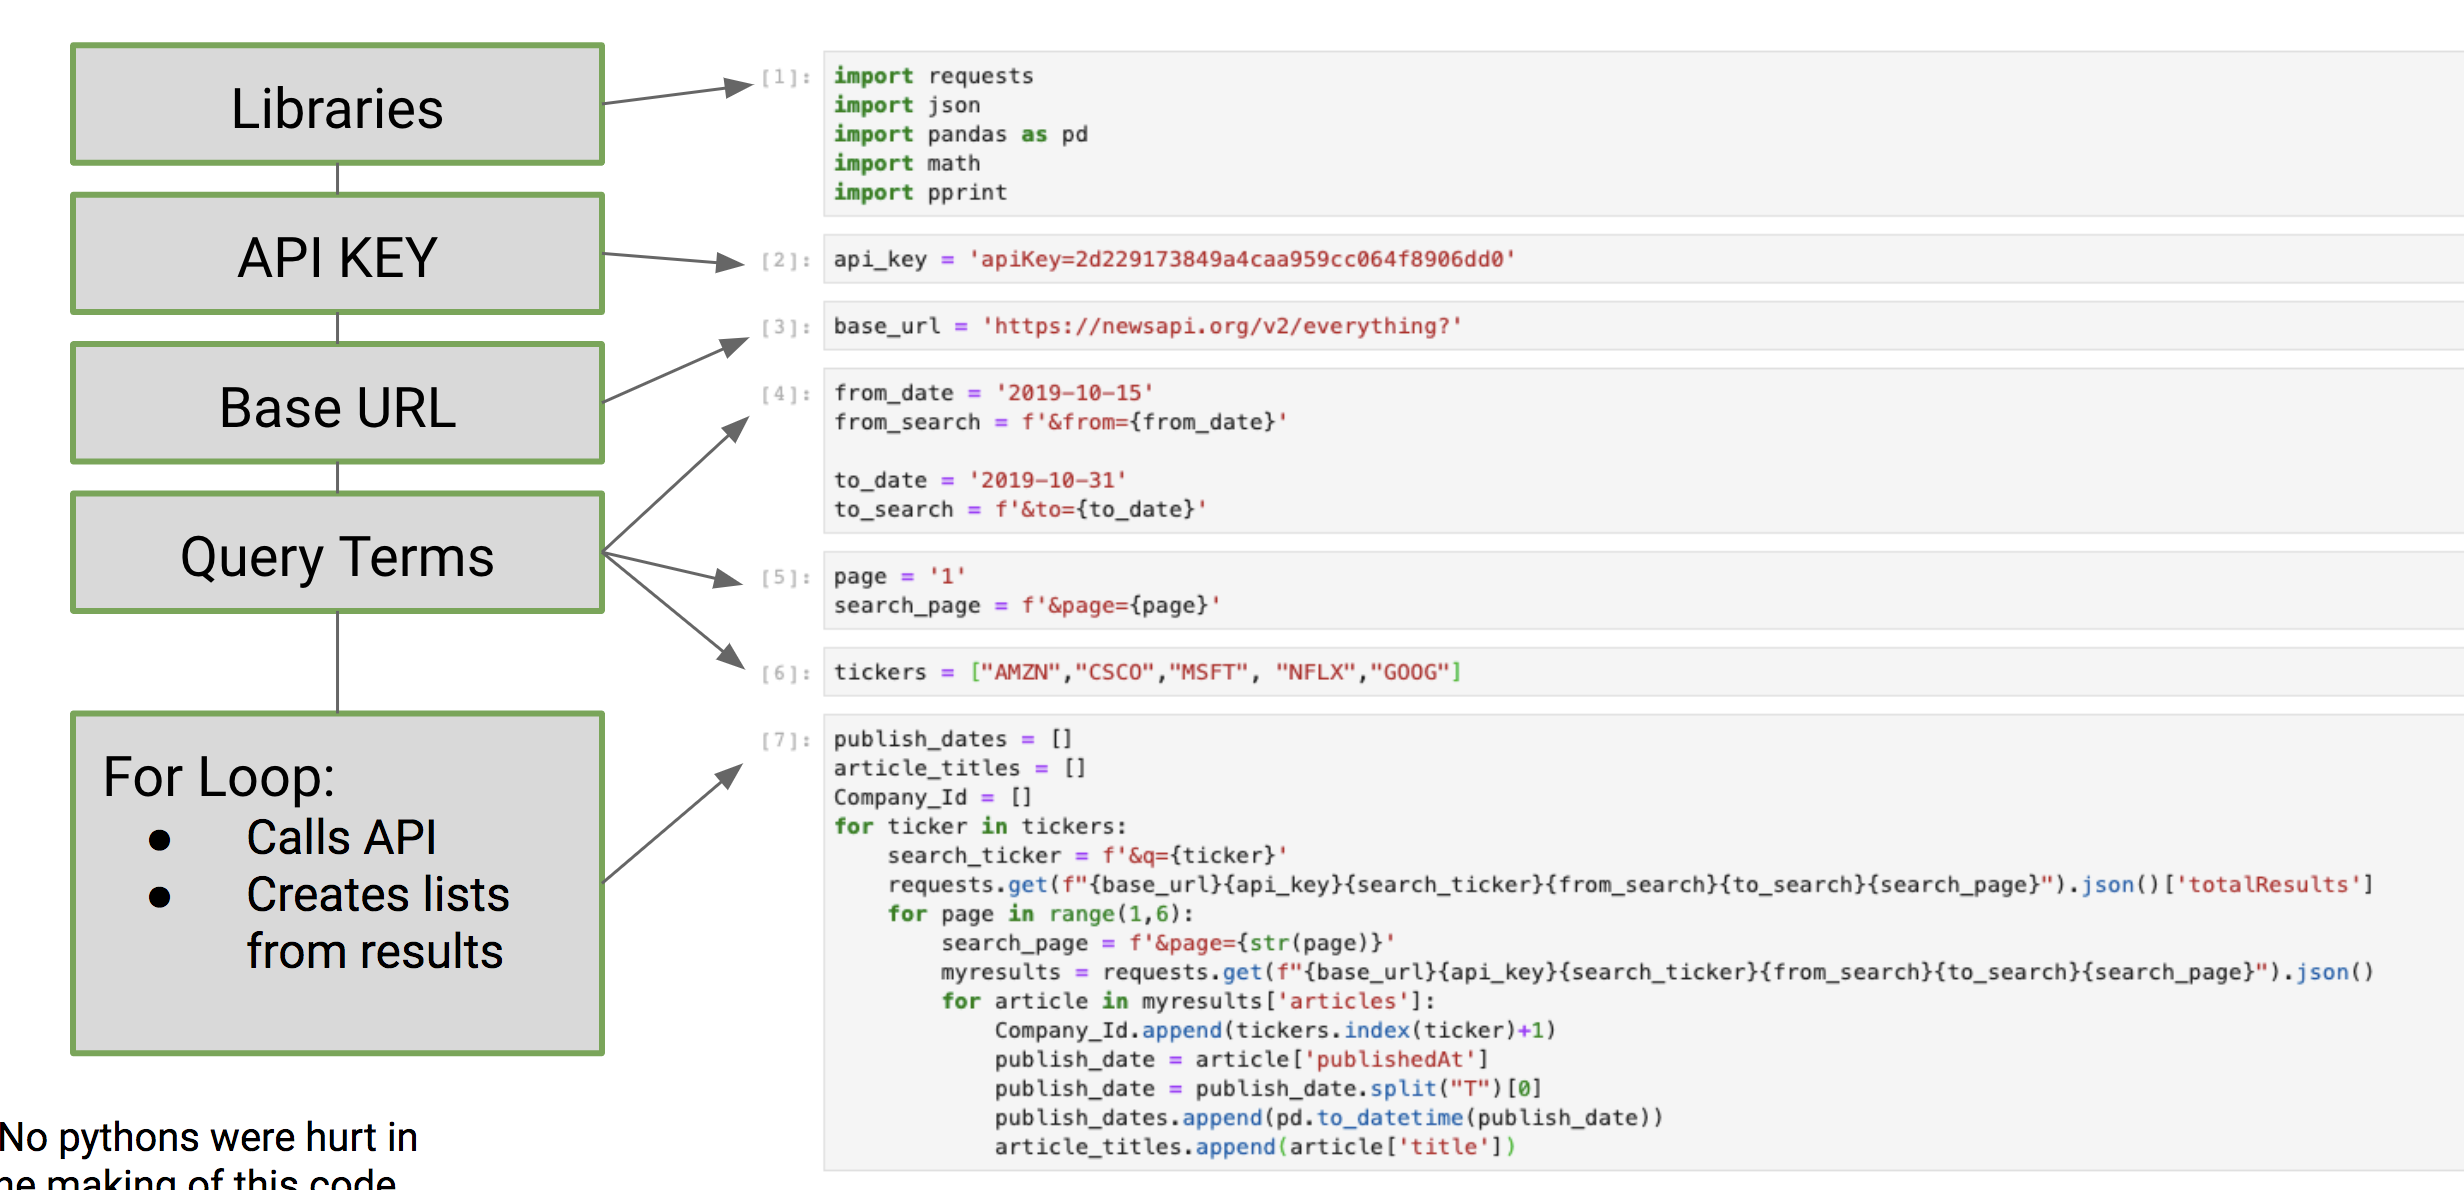 Libraries
API KEY
Base URL
Query Terms
For Loop:
● Calls API
● Creates lists
from results
No pythons were hurt in
making of this code
[1]:
import requests
import json
import pandas as pd
import math
import pprint
[2]:
api_key = 'apiKey=2d229173849a4caa959cc064f8906dd0'
[3]:
base_url = 'https://newsapi.org/v2/everything?'
[4]:
from_date = '2019-10-15'
from_search = f'&from={from_date}'
to_date = '2019-10-31'
to_search = f'&to={to_date}'
[5]:
page = '1'
search_page = f'&page={page}'
[6]:
tickers = ["AMZN","CSCO","MSFT", "NFLX","GOOG"]
[7]:
publish_dates = []
article_titles = []
Company_Id = []
for ticker in tickers:
    search_ticker = f'&q={ticker}'
    requests.get(f"{base_url}{api_key}{search_ticker}{from_search}{to_search}{search_page}").json()['totalResults']
    for page in range(1,6):
        search_page = f'&page={str(page)}'
        myresults = requests.get(f"{base_url}{api_key}{search_ticker}{from_search}{to_search}{search_page}").json()
        for article in myresults['articles']:
            Company_Id.append(tickers.index(ticker)+1)
            publish_date = article['publishedAt']
            publish_date = publish_date.split("T")[0]
            publish_dates.append(pd.to_datetime(publish_date))
            article_titles.append(article['title'])